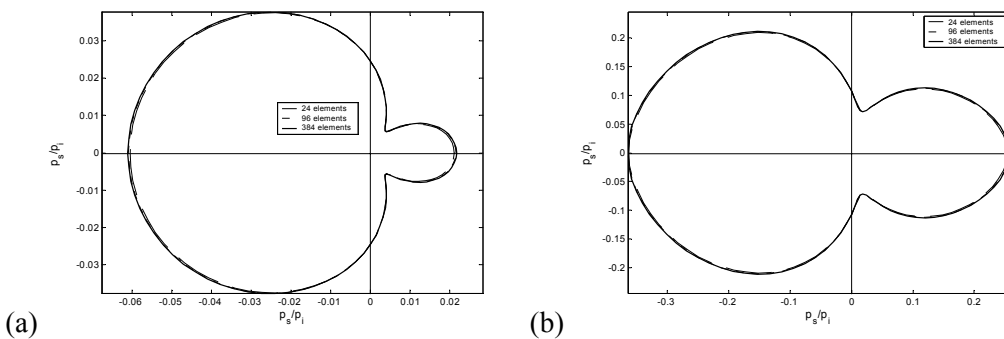 0.03
0.02
0.01
0
-0.01
-0.02
-0.03
p_s/p_i
24 elements
96 elements
384 elements
-0.06 -0.05 -0.04 -0.03 -0.02 -0.01 0 0.01 0.02
p_s/p_i
(a)
0.2
0.15
0.1
0.05
0
-0.05
-0.1
-0.15
-0.2
p_s/p_i
24 elements
96 elements
384 elements
-0.3 -0.2 -0.1 0 0.1 0.2
p_s/p_i
(b)